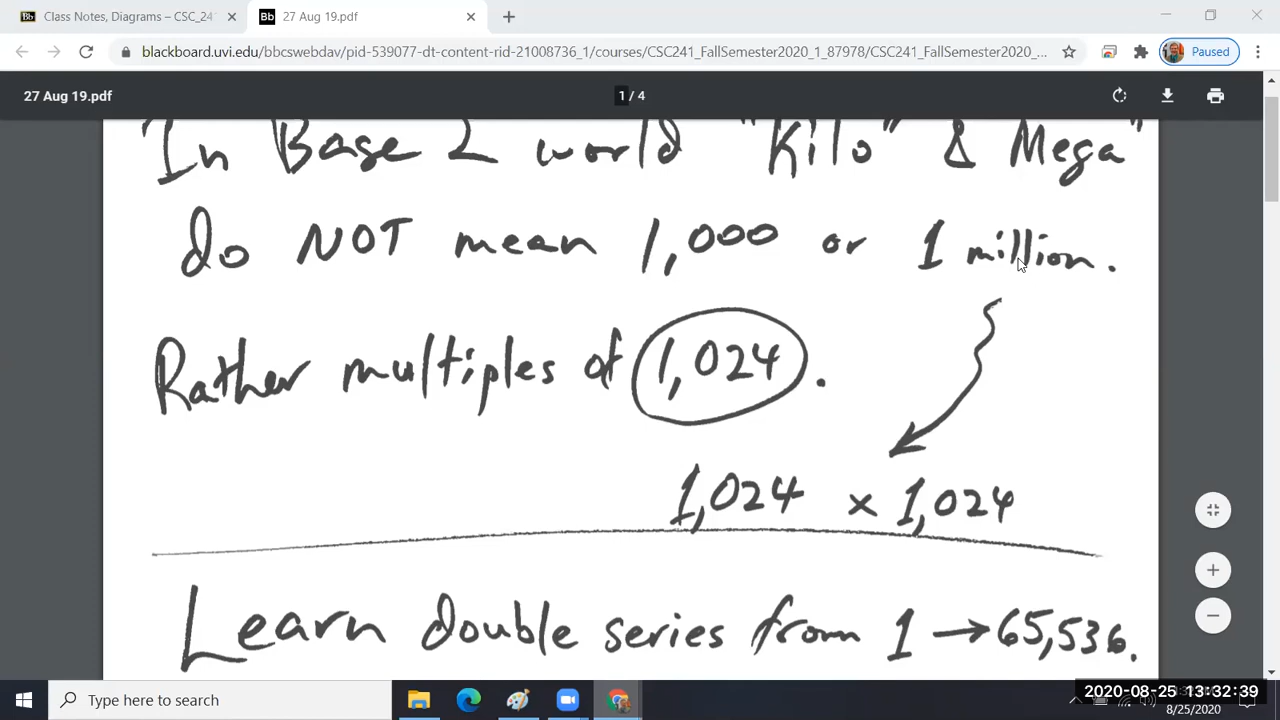 Class Notes, Diagrams – CSC_241
27 Aug 19.pdf
blackboard.uvi.edu/bbcswebdav/pid-539077-dt-content-rid-21008736_1/courses/CSC241_FallSemester2020_1_87978/CSC241_FallSemester2020_...
Paused
27 Aug 19.pdf
1 / 4
In Base 2 world "Kilo" & Mega"
do NOT mean 1,000 or 1 million.
Rather multiples of 1,024.
1,024 x 1,024
Learn double series from 1 → 65,536.
Type here to search
2020-08-25 13:32:39
8/25/2020